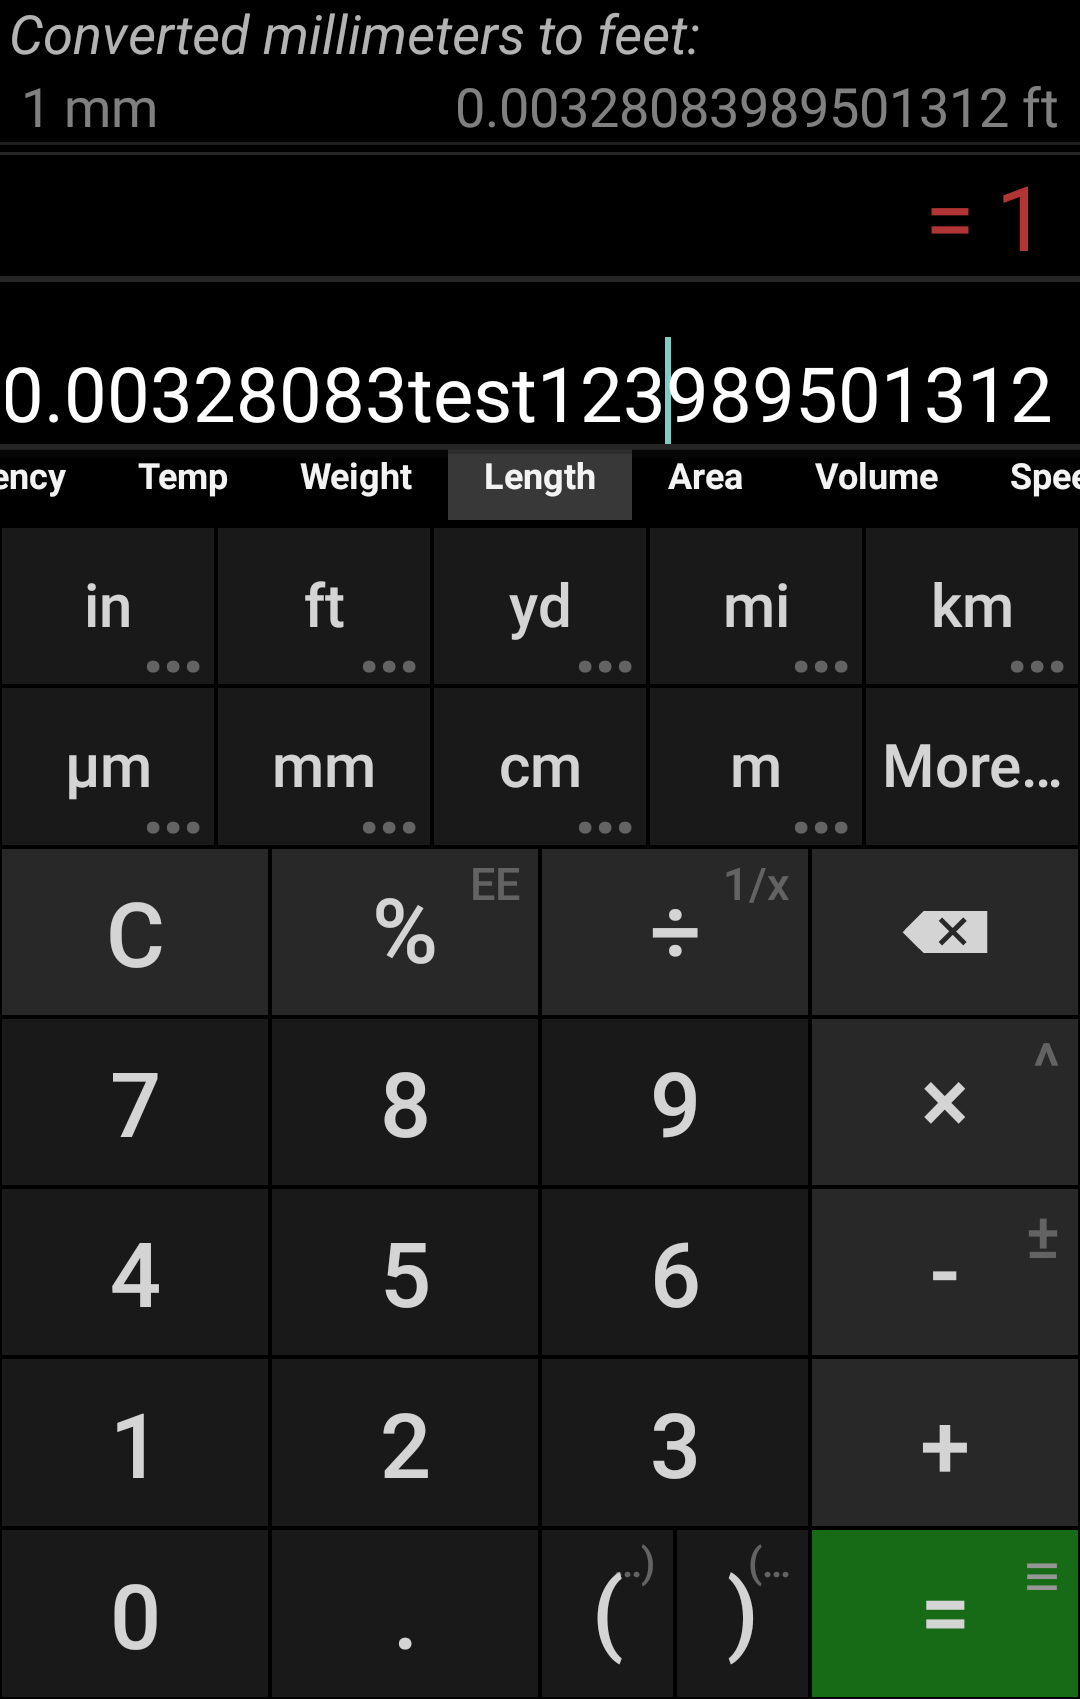 Converted millimeters to feet:
1 mm 0.00328083989501312 ft
= 1
0.00328083test123989501312
ency Temp Weight Length Area Volume Spee
in ft yd mi km
µm mm cm m More...
C % EE ÷ 1/x
7 8 9 × ^
4 5 6 - ±
1 2 3 +
0 . ( ..) ) (... = ≡